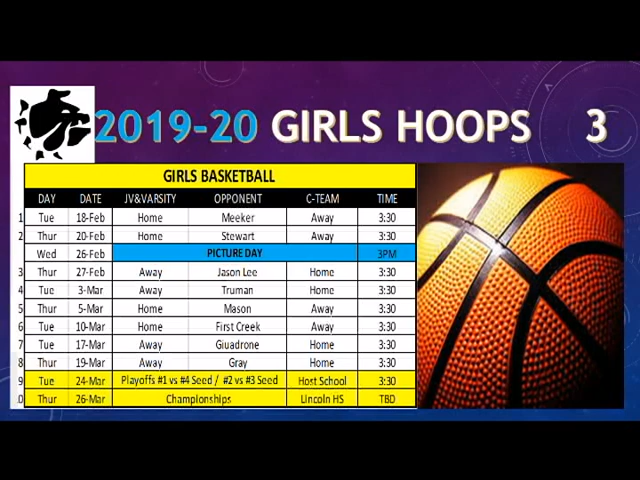 2019-20 GIRLS HOOPS 3
GIRLS BASKETBALL
DAY DATE JV&VARSITY OPPONENT C-TEAM TIME
1 Tue 18-Feb Home Meeker Away 3:30
2 Thur 20-Feb Home Stewart Away 3:30
Wed 26-Feb PICTURE DAY 3PM
3 Thur 27-Feb Away Jason Lee Home 3:30
4 Tue 3-Mar Away Truman Home 3:30
5 Thur 5-Mar Home Mason Away 3:30
6 Tue 10-Mar Home First Creek Away 3:30
7 Tue 17-Mar Away Giuadrone Home 3:30
8 Thur 19-Mar Away Gray Home 3:30
9 Tue 24-Mar Playoffs #1 vs #4 Seed / #2 vs #3 Seed Host School 3:30
0 Thur 26-Mar Championships Lincoln HS TBD